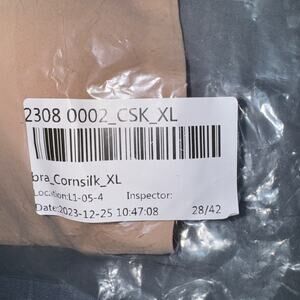 2308 0002_CSK_XL
bra_Cornsilk_XL
Location:L1-05-4 Inspector:
Date:2023-12-25 10:47:08 28/42